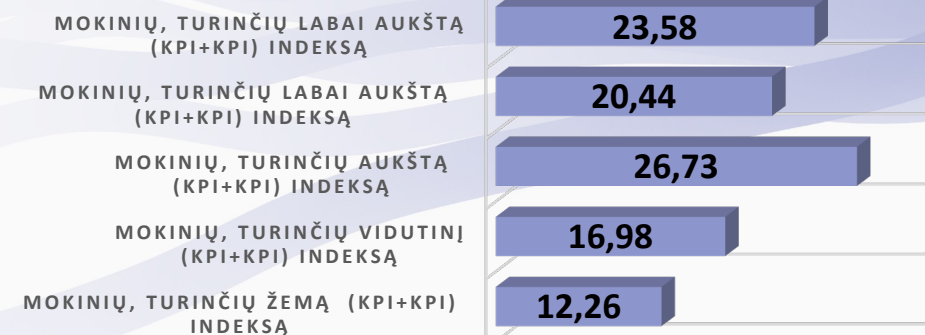 MOKINIŲ, TURINČIŲ LABAI AUKŠTĄ
(KPI+KPI) INDEKSĄ
23,58
MOKINIŲ, TURINČIŲ LABAI AUKŠTĄ
(KPI+KPI) INDEKSĄ
20,44
MOKINIŲ, TURINČIŲ AUKŠTĄ
(KPI+KPI) INDEKSĄ
26,73
MOKINIŲ, TURINČIŲ VIDUTINĮ
(KPI+KPI) INDEKSĄ
16,98
MOKINIŲ, TURINČIŲ ŽEMĄ (KPI+KPI)
INDEKSĄ
12,26